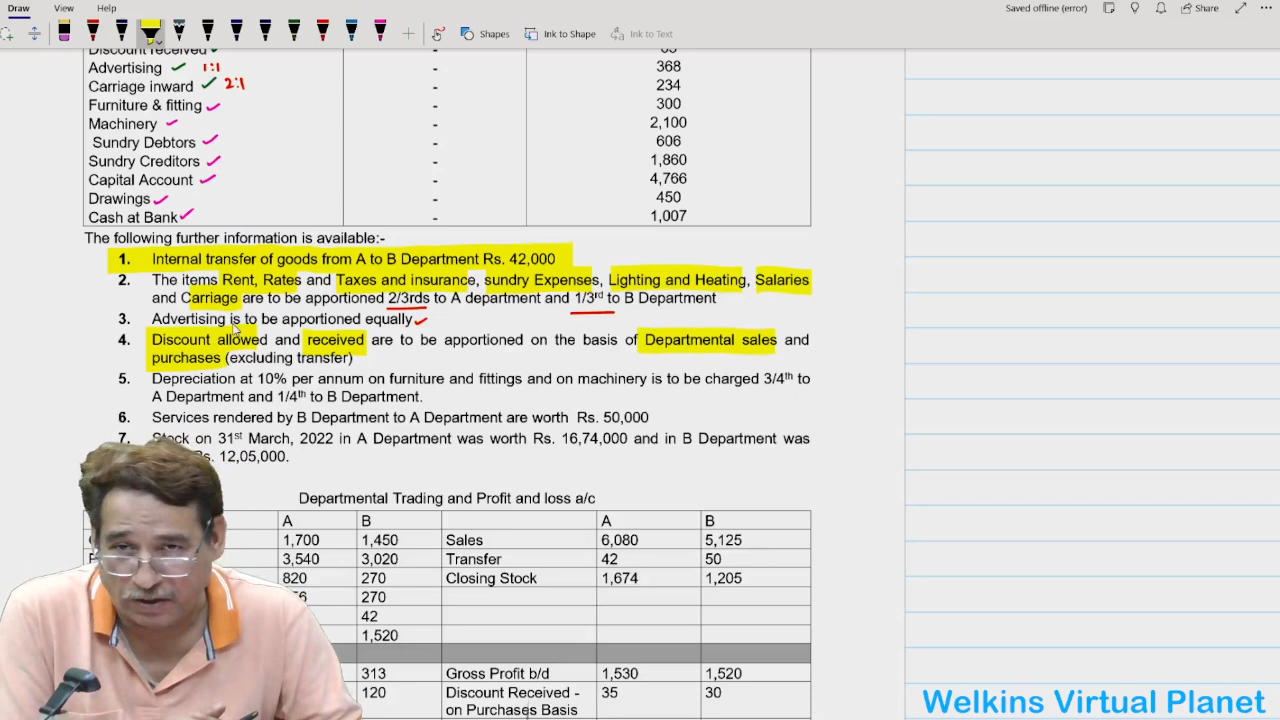 Draw View Help Saved offline (error) Share
Shapes Ink to Shape Ink to Text
Discount received
Advertising 1:1 - 368
Carriage inward 2:1 - 234
Furniture & fitting - 300
Machinery - 2,100
Sundry Debtors - 606
Sundry Creditors - 1,860
Capital Account - 4,766
Drawings - 450
Cash at Bank - 1,007
The following further information is available:-
1. Internal transfer of goods from A to B Department Rs. 42,000
2. The items Rent, Rates and Taxes and insurance, sundry Expenses, Lighting and Heating, Salaries
and Carriage are to be apportioned 2/3rds to A department and 1/3rd to B Department
3. Advertising is to be apportioned equally
4. Discount allowed and received are to be apportioned on the basis of Departmental sales and
purchases (excluding transfer)
5. Depreciation at 10% per annum on furniture and fittings and on machinery is to be charged 3/4th to
A Department and 1/4th to B Department.
6. Services rendered by B Department to A Department are worth Rs. 50,000
7. Stock on 31st March, 2022 in A Department was worth Rs. 16,74,000 and in B Department was
12,05,000.
Departmental Trading and Profit and loss a/c
A B A B
1,700 1,450 Sales 6,080 5,125
3,540 3,020 Transfer 42 50
820 270 Closing Stock 1,674 1,205
270
42
1,520
313 Gross Profit b/d 1,530 1,520
120 Discount Received - 35 30
on Purchases Basis
Welkins Virtual Planet